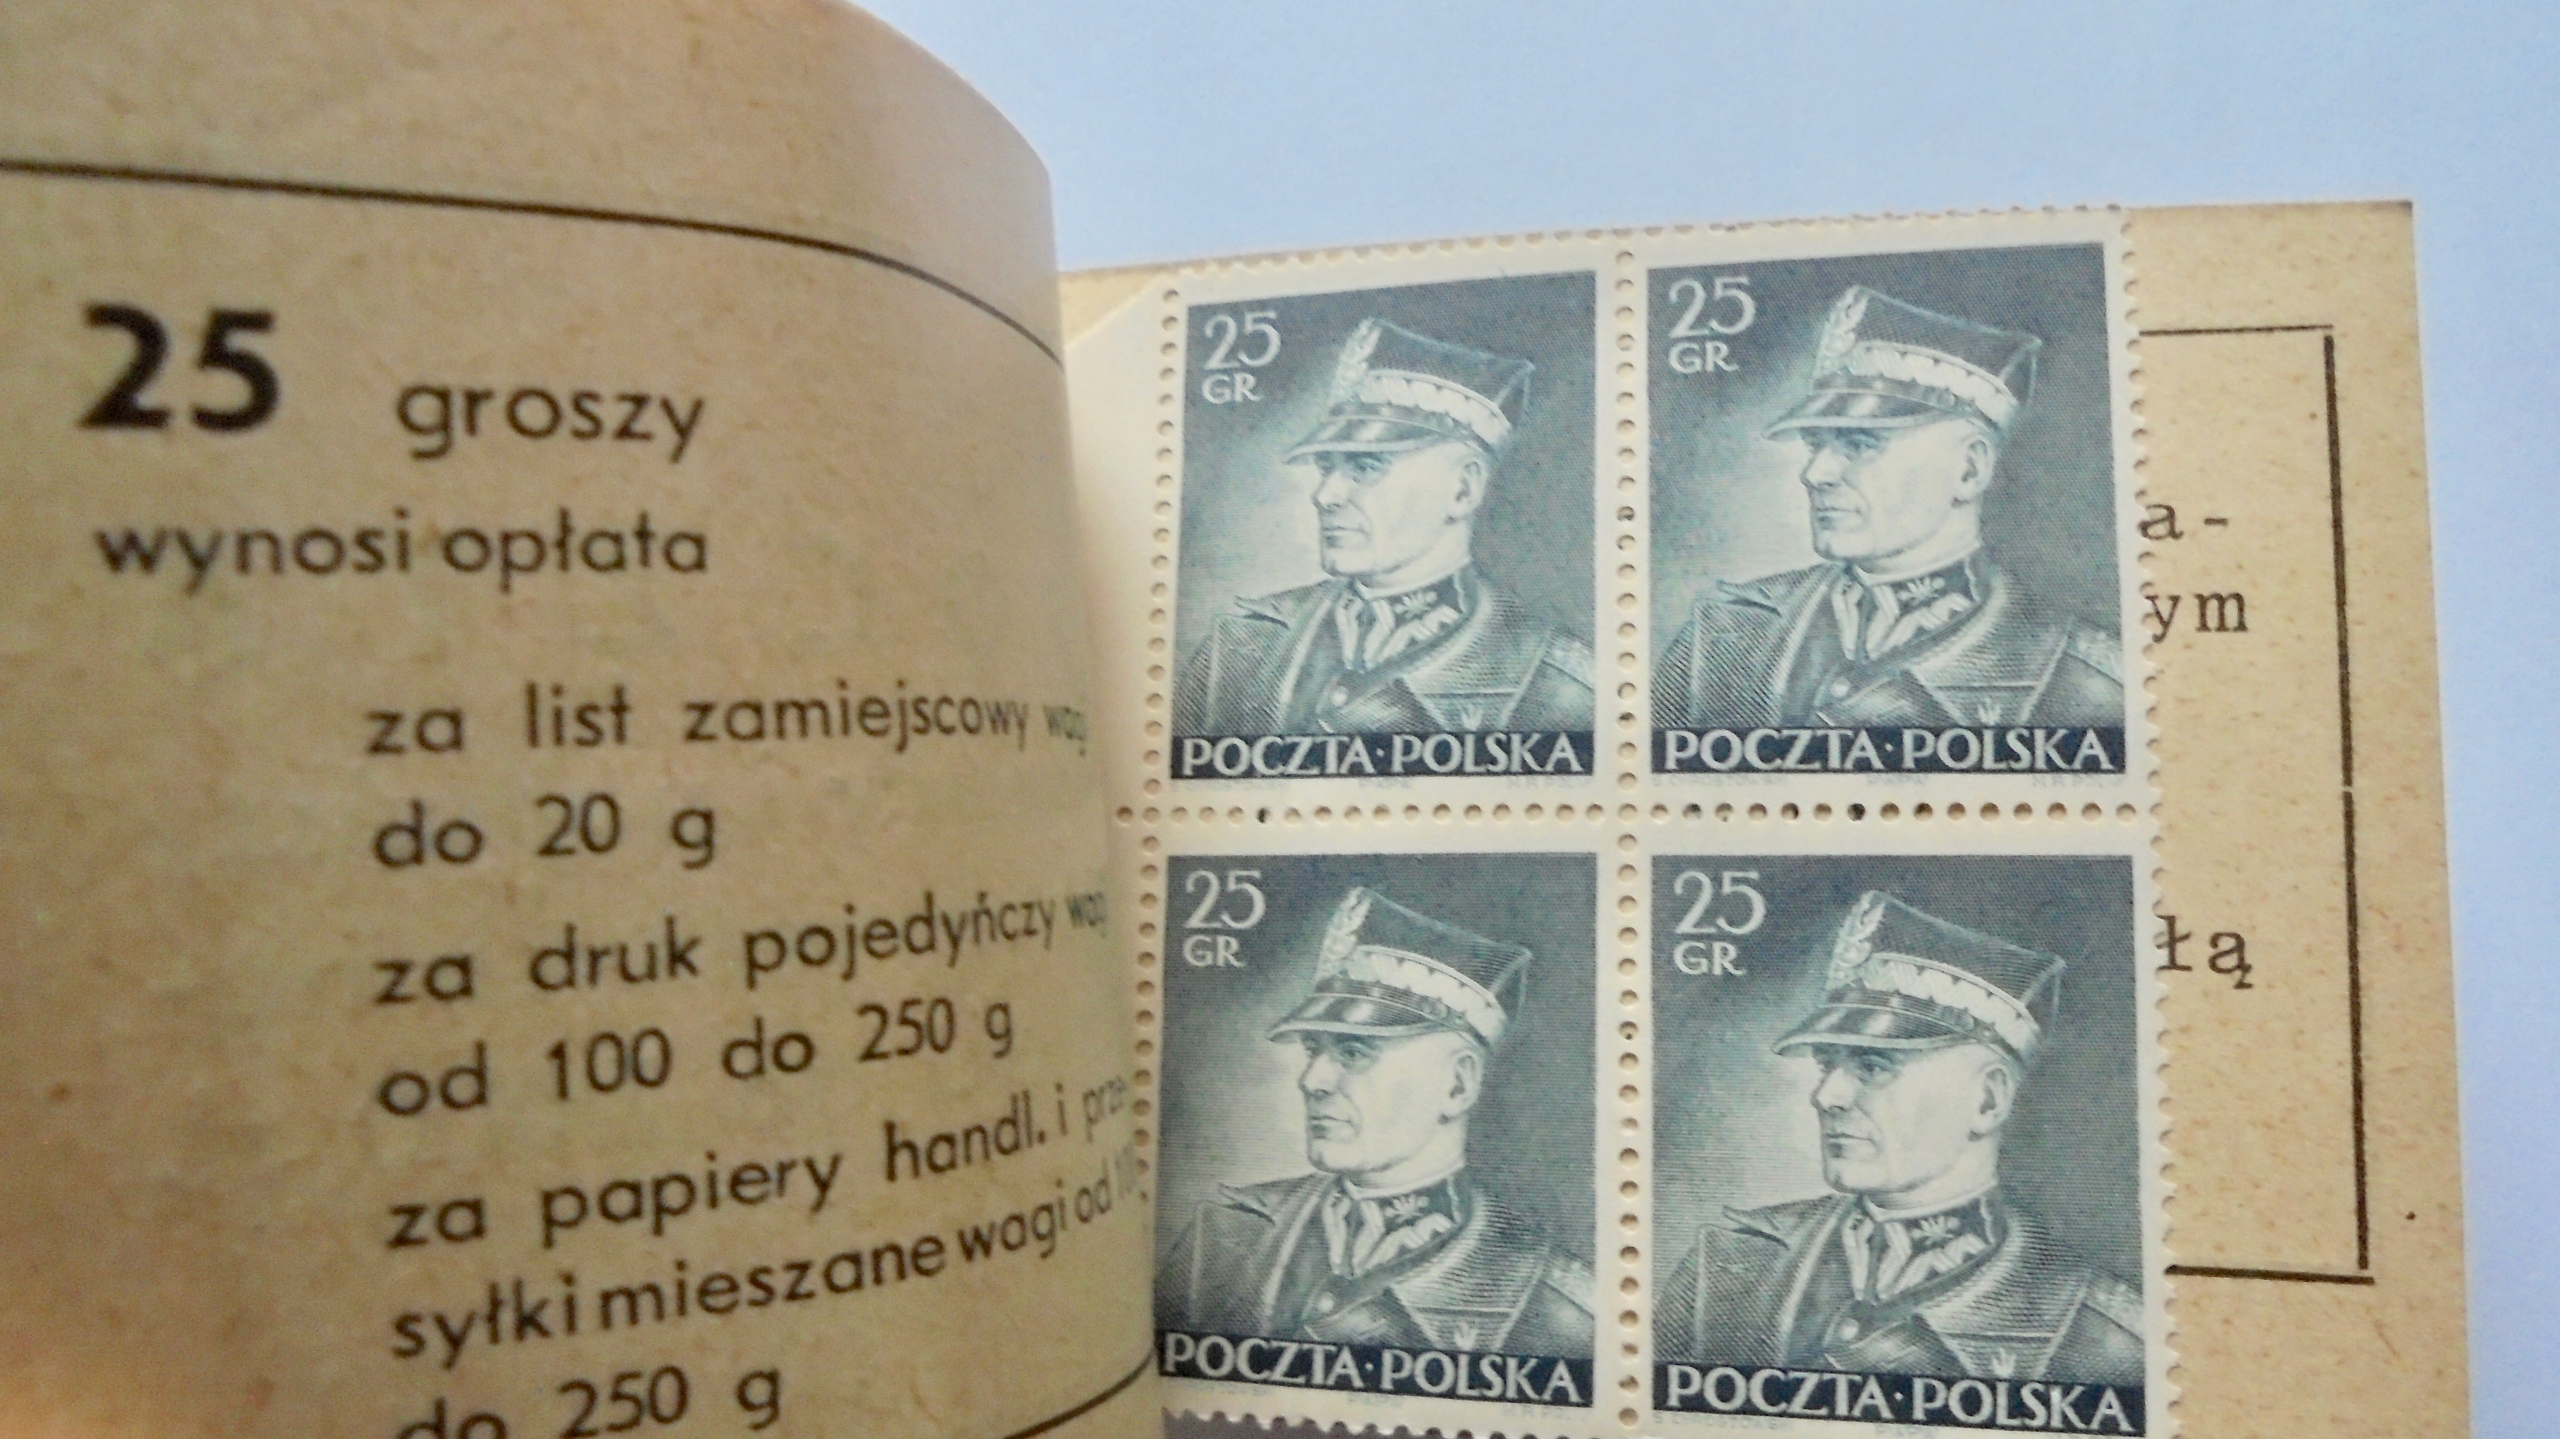 25 groszy
wynosi opłata
za list zamiejscowy
do 20 g
za druk pojedyńczy
od 100 do 250 g
za papiery handl. i
syłki mieszane wagi od
do 250 g
25
GR
POCZTA·POLSKA
25
GR
POCZTA·POLSKA
25
GR
POCZTA·POLSKA
25
GR
POCZTA·POLSKA
a-
ym
łą